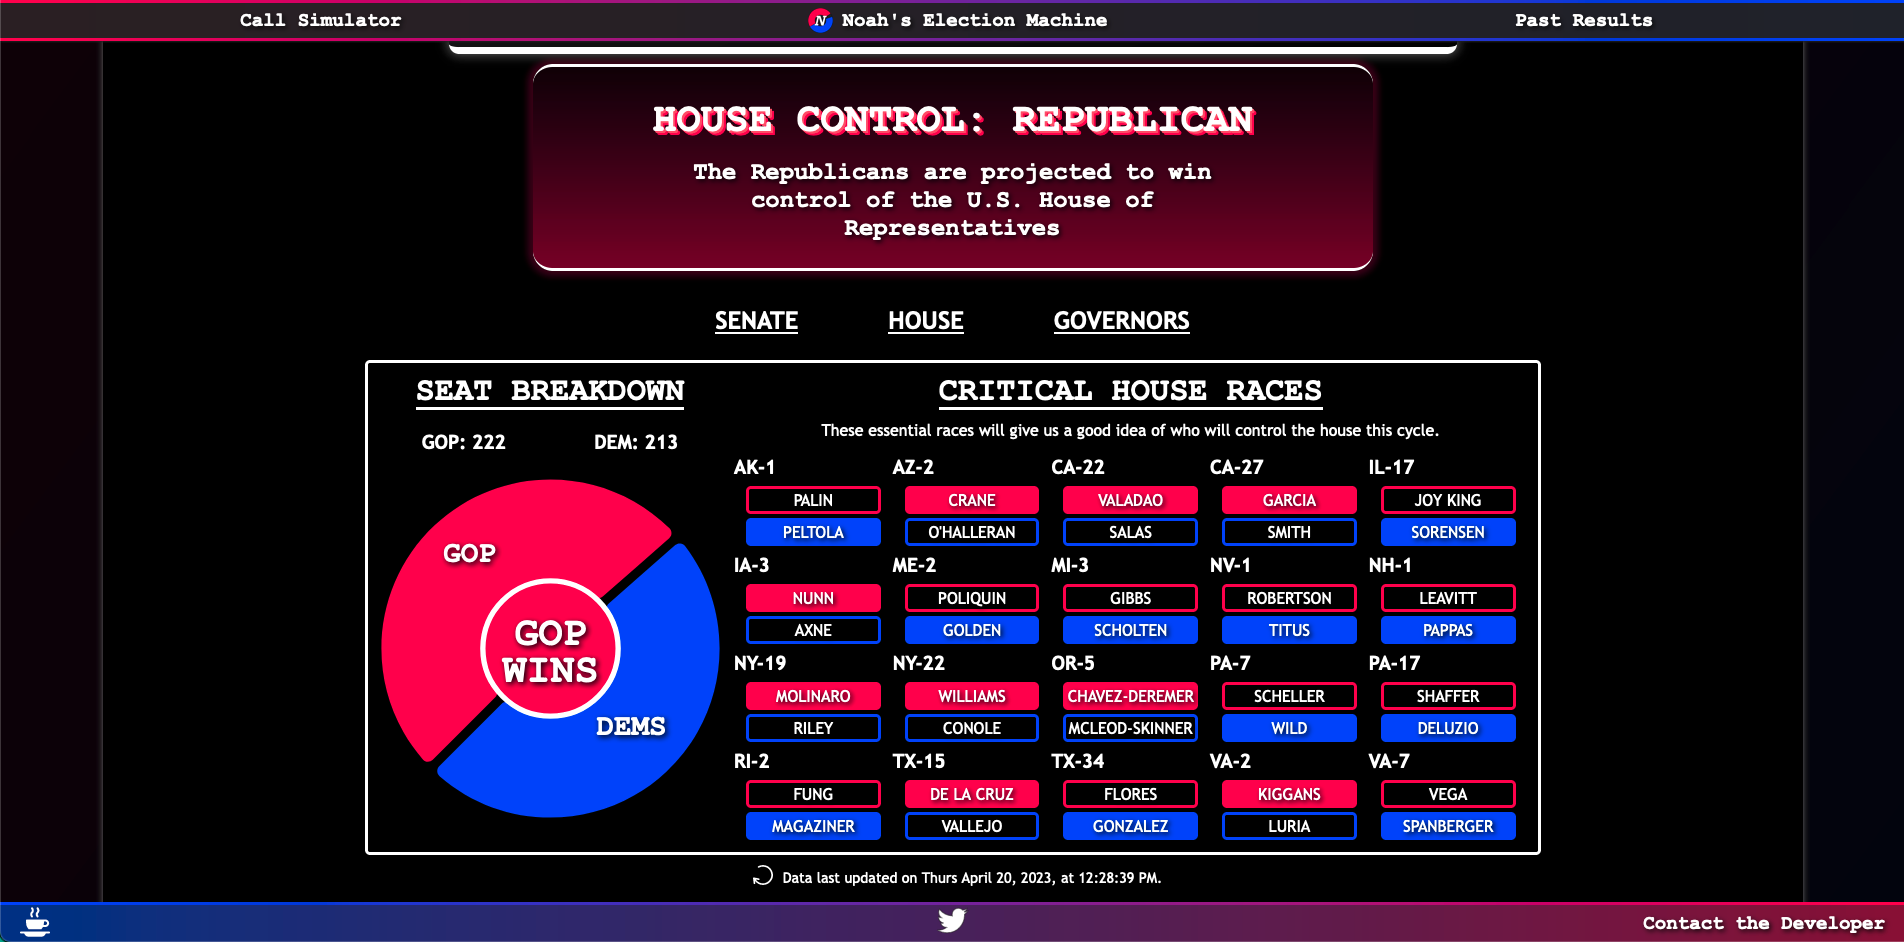 Call Simulator
N Noah's Election Machine
Past Results
HOUSE CONTROL: REPUBLICAN
The Republicans are projected to win
control of the U.S. House of
Representatives
SENATE HOUSE GOVERNORS
SEAT BREAKDOWN
GOP: 222 DEM: 213
GOP
GOP
WINS
DEMS
CRITICAL HOUSE RACES
These essential races will give us a good idea of who will control the house this cycle.
AK-1
PALIN
PELTOLA
AZ-2
CRANE
O'HALLERAN
CA-22
VALADAO
SALAS
CA-27
GARCIA
SMITH
IL-17
JOY KING
SORENSEN
IA-3
NUNN
AXNE
ME-2
POLIQUIN
GOLDEN
MI-3
GIBBS
SCHOLTEN
NV-1
ROBERTSON
TITUS
NH-1
LEAVITT
PAPPAS
NY-19
MOLINARO
RILEY
NY-22
WILLIAMS
CONOLE
OR-5
CHAVEZ-DEREMER
MCLEOD-SKINNER
PA-7
SCHELLER
WILD
PA-17
SHAFFER
DELUZIO
RI-2
FUNG
MAGAZINER
TX-15
DE LA CRUZ
VALLEJO
TX-34
FLORES
GONZALEZ
VA-2
KIGGANS
LURIA
VA-7
VEGA
SPANBERGER
Data last updated on Thurs April 20, 2023, at 12:28:39 PM.
Contact the Developer